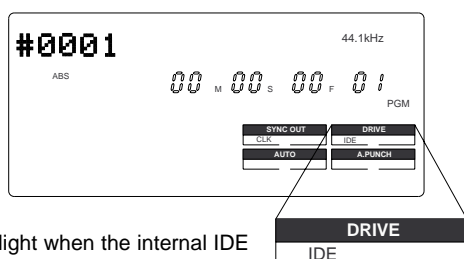 #0001
44.1kHz
ABS
00 M 00 S 00 F 01
PGM
SYNC OUT DRIVE
CLK IDE
AUTO A.PUNCH
light when the internal IDE
DRIVE
IDE